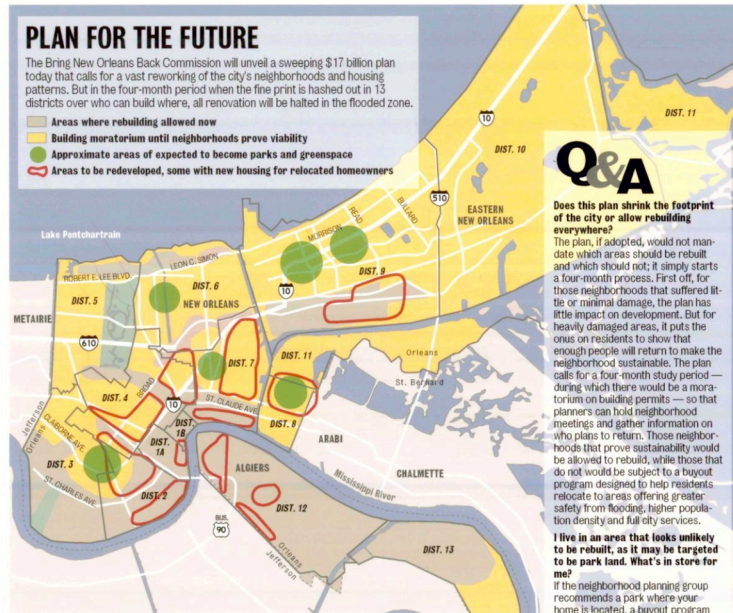 PLAN FOR THE FUTURE
The Bring New Orleans Back Commission will unveil a sweeping $17 billion plan
today that calls for a vast reworking of the city's neighborhoods and housing
patterns. But in the four-month period when the fine print is hashed out in 13
districts over who can build where, all renovation will be halted in the flooded zone.
Areas where rebuilding allowed now
Building moratorium until neighborhoods prove viability
Approximate areas of expected to become parks and greenspace
Areas to be redeveloped, some with new housing for relocated homeowners
DIST. 11
10
DIST. 10
510
EASTERN
NEW ORLEANS
BULLARD
READ
MORRISON
Lake Pontchartrain
LEON C. SIMON
ROBERT E. LEE BLVD.
DIST. 5
DIST. 6
NEW ORLEANS
10
DIST. 9
METAIRIE
610
DIST. 7
DIST. 11
Orleans
St. Bernard
DIST. 4
BROAD
10
ST. CLAUDE AVE.
DIST. 8
Jefferson
Orleans
CLAIBORNE AVE.
DIST.
1B
DIST.
1A
ARABI
DIST. 3
ALGIERS
CHALMETTE
Mississippi River
ST. CHARLES AVE.
DIST. 2
BUS.
90
DIST. 12
Orleans
Jefferson
DIST. 13
Q&A
Does this plan shrink the footprint
of the city or allow rebuilding
everywhere?
The plan, if adopted, would not man-
date which areas should be rebuilt
and which should not; it simply starts
a four-month process. First off, for
those neighborhoods that suffered lit-
tle or minimal damage, the plan has
little impact on development. But for
heavily damaged areas, it puts the
onus on residents to show that
enough people will return to make the
neighborhood sustainable. The plan
calls for a four-month study period —
during which there would be a mora-
torium on building permits — so that
planners can hold neighborhood
meetings and gather information on
who plans to return. Those neighbor-
hoods that prove sustainability would
be allowed to rebuild, while those that
do not would be subject to a buyout
program designed to help residents
relocate to areas offering greater
safety from flooding, higher popula-
tion density and full city services.
I live in an area that looks unlikely
to be rebuilt, as it may be targeted
to be park land. What's in store for
me?
If the neighborhood planning group
recommends a park where your
home is located, a buyout program